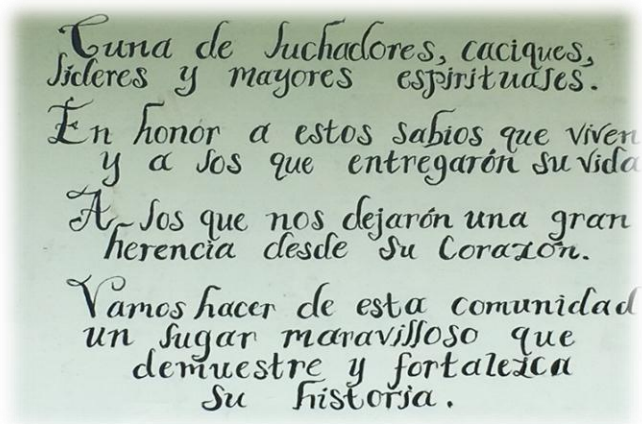 Cuna de luchadores, caciques,
líderes y mayores espirituales.
En honor a estos sabios que viven
y a los que entregarón su vida
A los que nos dejarón una gran
herencia desde su Corazón.
Vamos hacer de esta comunidad
un lugar maravilloso que
demuestre y fortalezca
su historia.